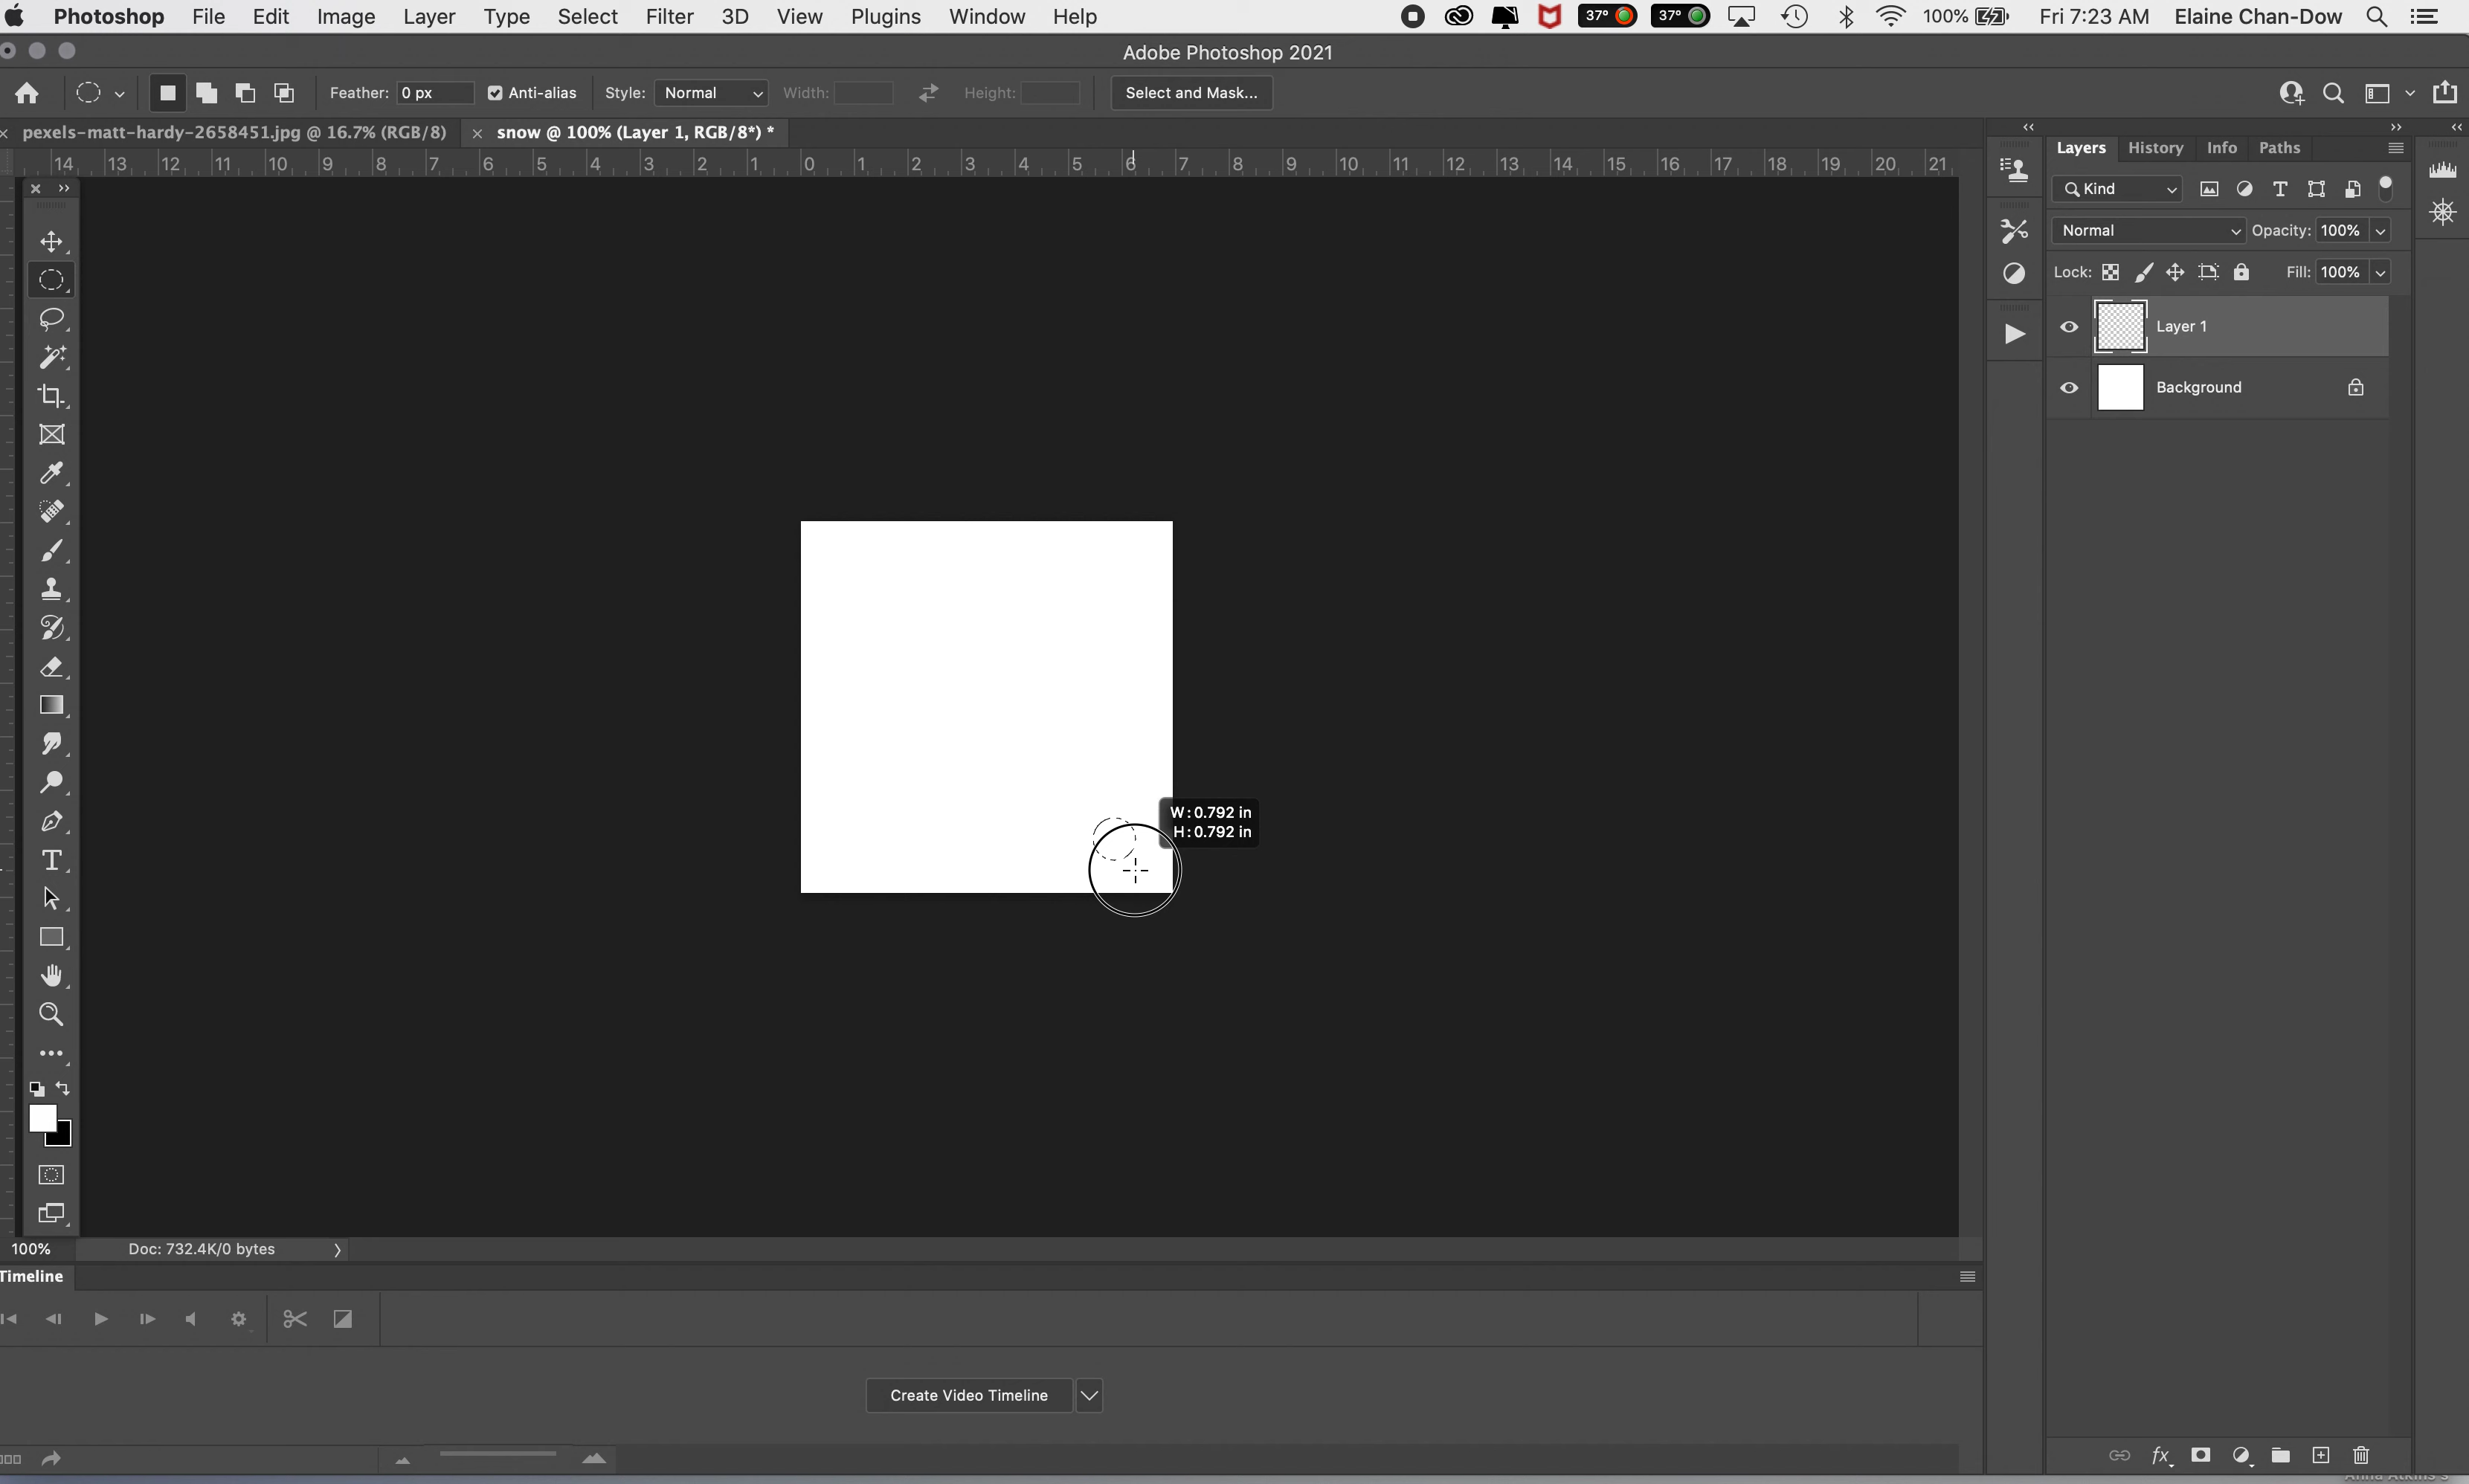 Photoshop File Edit Image Layer Type Select Filter 3D View Plugins Window Help 37° 37° 100% Fri 7:23 AM Elaine Chan-Dow
Adobe Photoshop 2021
Feather: 0 px Anti-alias Style: Normal Width: Height: Select and Mask...
pexels-matt-hardy-2658451.jpg @ 16.7% (RGB/8) snow @ 100% (Layer 1, RGB/8*) *
14 13 12 11 10 9 8 7 6 5 4 3 2 1 0 1 2 3 4 5 6 7 8 9 10 11 12 13 14 15 16 17 18 19 20 21
Layers History Info Paths
Kind
Normal Opacity: 100%
Lock: Fill: 100%
Layer 1
Background
W: 0.792 in
H: 0.792 in
100% Doc: 732.4K/0 bytes
Timeline
Create Video Timeline
fx
Anna Atkins's